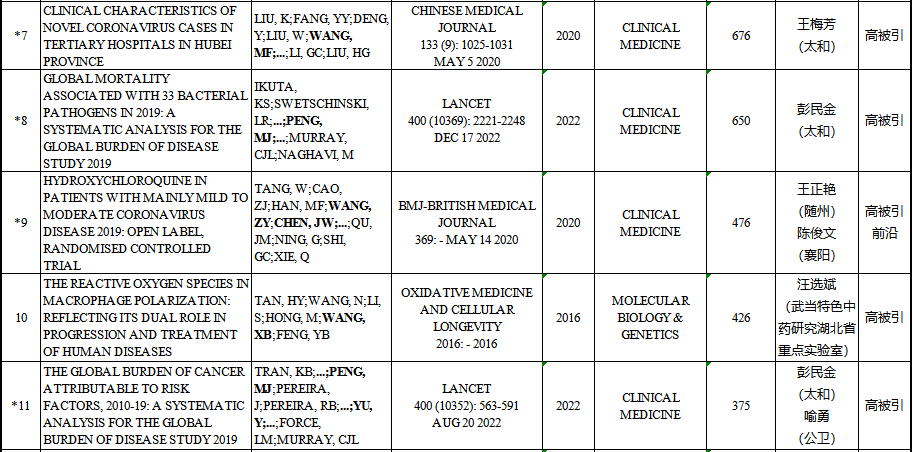 *7
CLINICAL CHARACTERISTICS OF
NOVEL CORONAVIRUS CASES IN
TERTIARY HOSPITALS IN HUBEI
PROVINCE
LIU, K;FANG, YY;DENG,
Y;LIU, W;WANG,
MF;...;LI, GC;LIU, HG
CHINESE MEDICAL
JOURNAL
133 (9): 1025-1031
MAY 5 2020
2020
CLINICAL
MEDICINE
676
王梅芳
(太和)
高被引
*8
GLOBAL MORTALITY
ASSOCIATED WITH 33 BACTERIAL
PATHOGENS IN 2019: A
SYSTEMATIC ANALYSIS FOR THE
GLOBAL BURDEN OF DISEASE
STUDY 2019
IKUTA,
KS;SWETSCHINSKI,
LR;...;PENG,
MJ;...;MURRAY,
CJL;NAGHAVI, M
LANCET
400 (10369): 2221-2248
DEC 17 2022
2022
CLINICAL
MEDICINE
650
彭民金
(太和)
高被引
*9
HYDROXYCHLOROQUINE IN
PATIENTS WITH MAINLY MILD TO
MODERATE CORONAVIRUS
DISEASE 2019: OPEN LABEL,
RANDOMISED CONTROLLED
TRIAL
TANG, W;CAO,
ZJ;HAN, MF;WANG,
ZY;CHEN, JW;...;QU,
JM;NING, G;SHI,
GC;XIE, Q
BMJ-BRITISH MEDICAL
JOURNAL
369: - MAY 14 2020
2020
CLINICAL
MEDICINE
476
王正艳
(随州)
陈俊文
(襄阳)
高被引
前沿
10
THE REACTIVE OXYGEN SPECIES IN
MACROPHAGE POLARIZATION:
REFLECTING ITS DUAL ROLE IN
PROGRESSION AND TREATMENT
OF HUMAN DISEASES
TAN, HY;WANG, N;LI,
S;HONG, M;WANG,
XB;FENG, YB
OXIDATIVE MEDICINE
AND CELLULAR
LONGEVITY
2016: - 2016
2016
MOLECULAR
BIOLOGY &
GENETICS
426
汪选斌
(武当特色中
药研究湖北省
重点实验室)
高被引
*11
THE GLOBAL BURDEN OF CANCER
ATTRIBUTABLE TO RISK
FACTORS, 2010-19: A SYSTEMATIC
ANALYSIS FOR THE GLOBAL
BURDEN OF DISEASE STUDY 2019
TRAN, KB;...;PENG,
MJ;PEREIRA,
J;PEREIRA, RB;...;YU,
Y;...;FORCE,
LM;MURRAY, CJL
LANCET
400 (10352): 563-591
AUG 20 2022
2022
CLINICAL
MEDICINE
375
彭民金
(太和)
喻勇
(公卫)
高被引